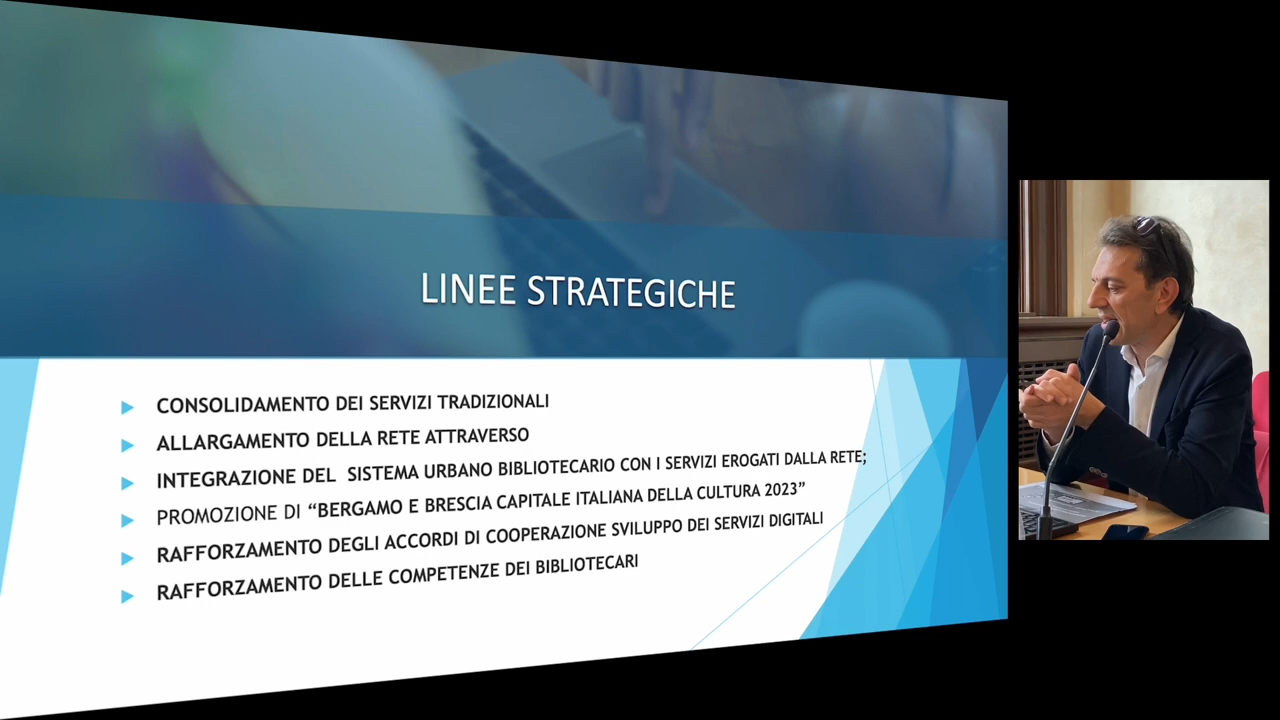 LINEE STRATEGICHE
CONSOLIDAMENTO DEI SERVIZI TRADIZIONALI
ALLARGAMENTO DELLA RETE ATTRAVERSO
INTEGRAZIONE DEL SISTEMA URBANO BIBLIOTECARIO CON I SERVIZI EROGATI DALLA RETE;
PROMOZIONE DI “BERGAMO E BRESCIA CAPITALE ITALIANA DELLA CULTURA 2023”
RAFFORZAMENTO DEGLI ACCORDI DI COOPERAZIONE SVILUPPO DEI SERVIZI DIGITALI
RAFFORZAMENTO DELLE COMPETENZE DEI BIBLIOTECARI